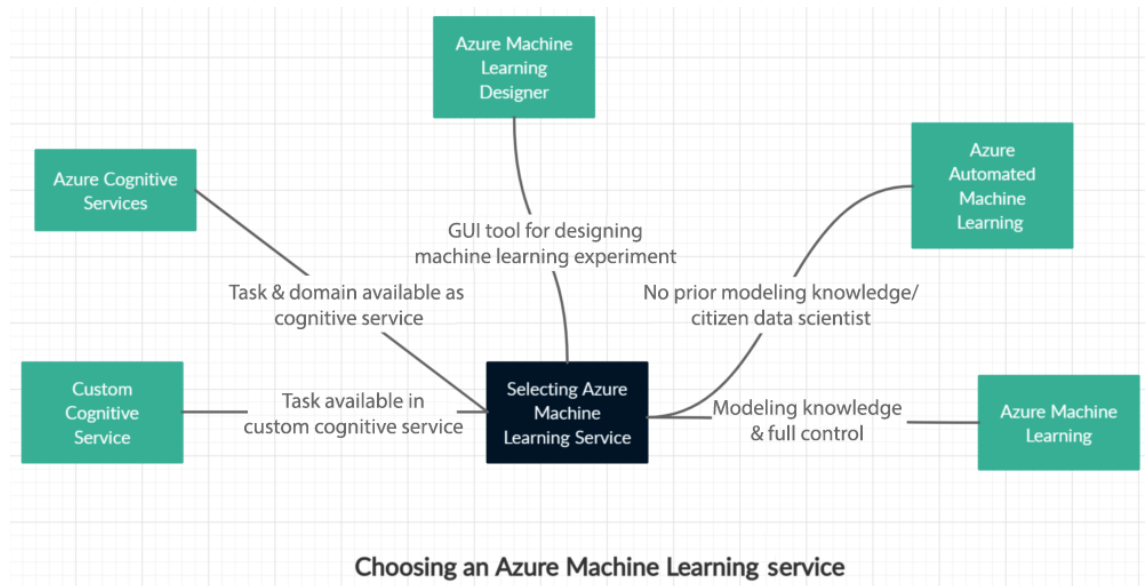 Azure Machine
Learning
Designer
Azure
Automated
Machine
Learning
Azure Cognitive
Services
GUI tool for designing
machine learning experiment
Task & domain available as
cognitive service
No prior modeling knowledge/
citizen data scientist
Custom
Cognitive
Service
Task available in
custom cognitive service
Selecting Azure
Machine
Learning Service
Modeling knowledge
& full control
Azure Machine
Learning
Choosing an Azure Machine Learning service